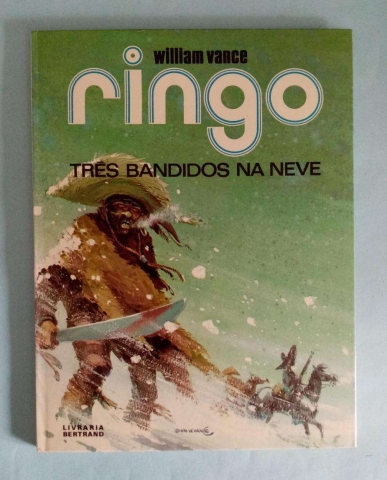 william vance
ringo
TRÊS BANDIDOS NA NEVE
LIVRARIA
BERTRAND